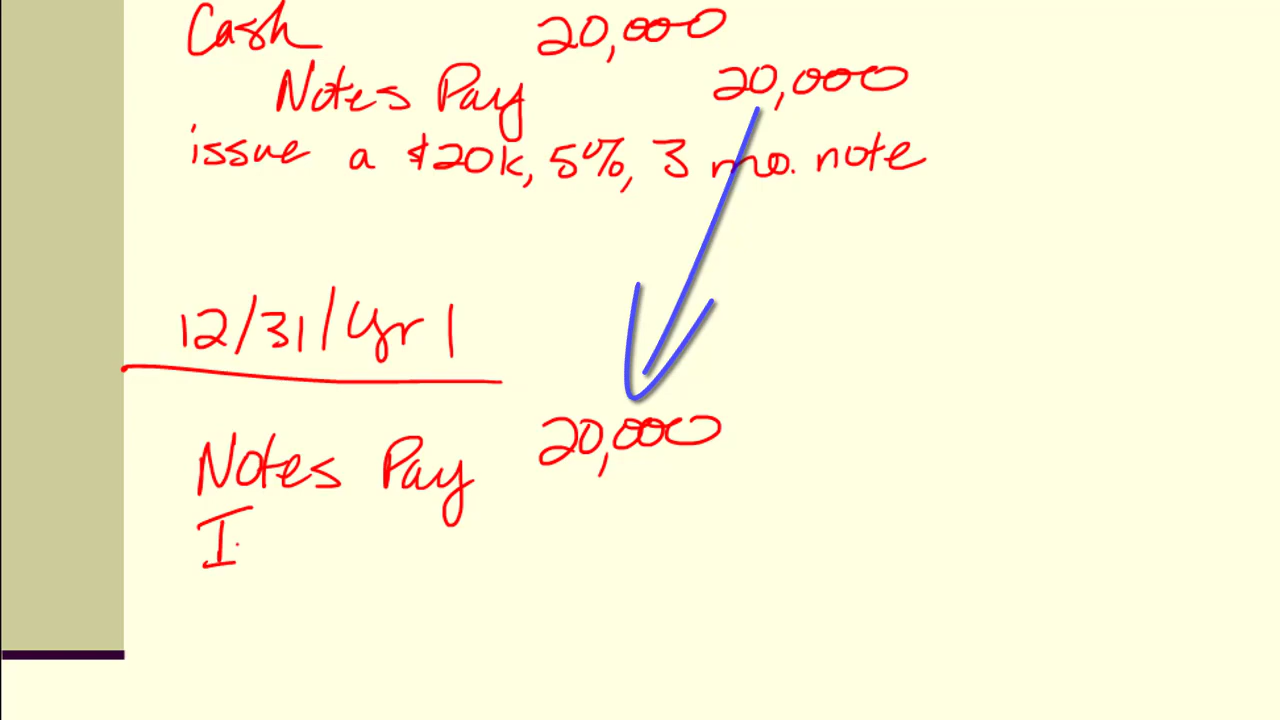 Cash 20,000
Notes Pay 20,000
issue a $20k, 5%, 3 mo. note
12/31/Yr 1
Notes Pay 20,000
I